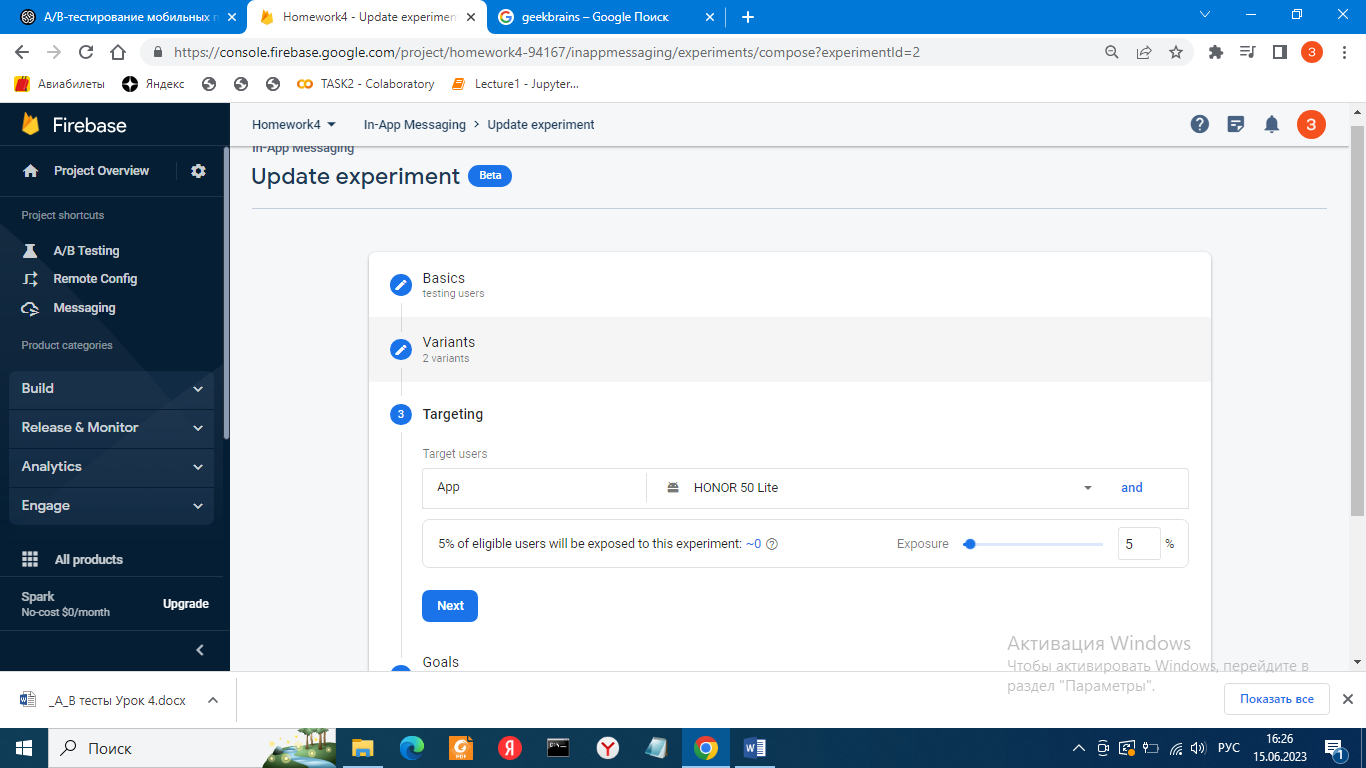 A/B-тестирование мобильных п
Homework4 - Update experimen
geekbrains – Google Поиск
https://console.firebase.google.com/project/homework4-94167/inappmessaging/experiments/compose?experimentId=2
З
Авиабилеты
Яндекс
TASK2 - Colaboratory
Lecture1 - Jupyter...
Firebase
Homework4
In-App Messaging
Update experiment
З
Project Overview
In-App Messaging
Update experiment
Beta
Project shortcuts
A/B Testing
Remote Config
Messaging
Product categories
Build
Release & Monitor
Analytics
Engage
All products
Spark
No-cost $0/month
Upgrade
Basics
testing users
Variants
2 variants
3
Targeting
Target users
App
HONOR 50 Lite
and
5% of eligible users will be exposed to this experiment: ~0
Exposure
5
%
Next
Goals
Активация Windows
Чтобы активировать Windows, перейдите в
раздел "Параметры".
_А_В тесты Урок 4.docx
Показать все
Поиск
РУС
16:26
15.06.2023
1